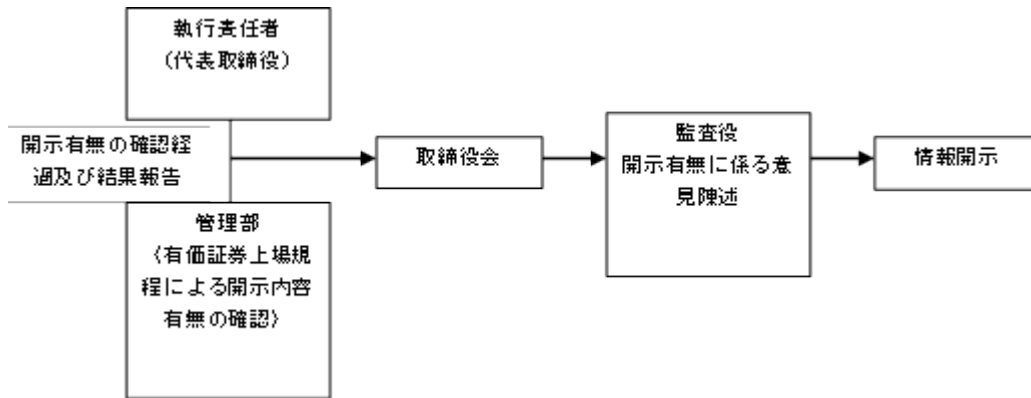 執行責任者
（代表取締役）
開示有無の確認経
過及び結果報告
管理部
（有価証券上場規
程による開示内容
有無の確認）
取締役会
監査役
開示有無に係る意
見陳述
情報開示